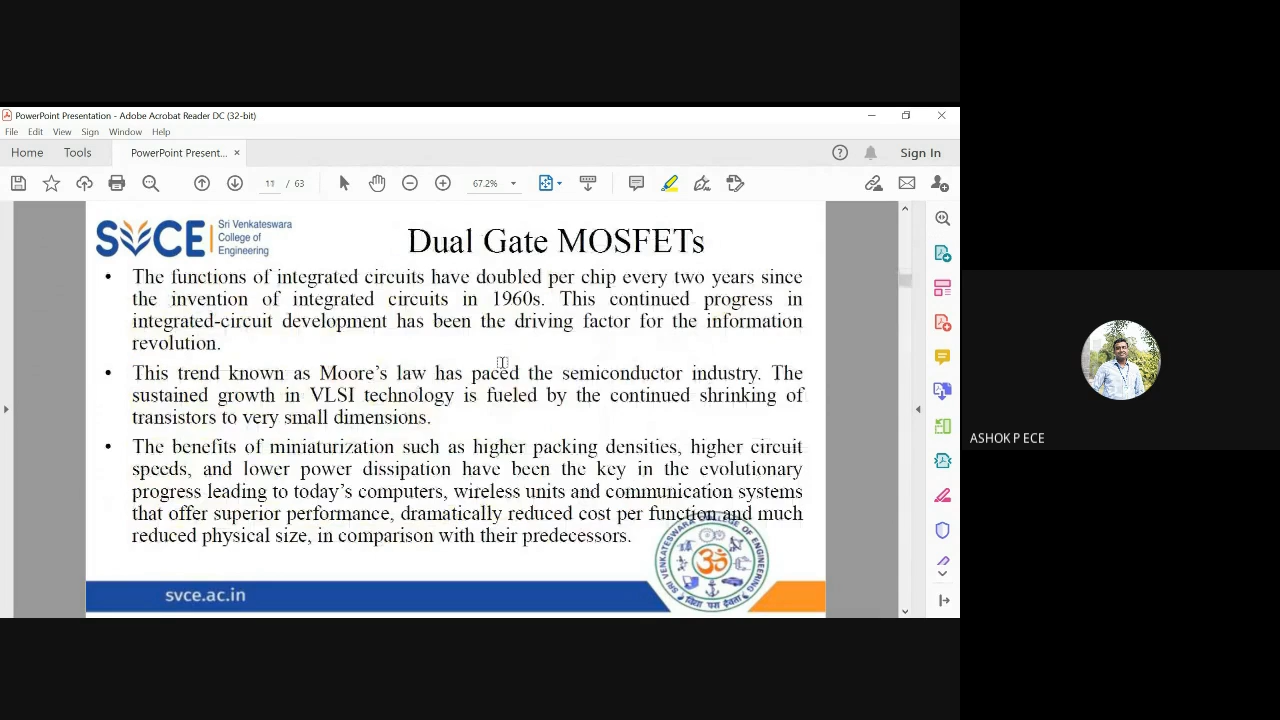 PowerPoint Presentation - Adobe Acrobat Reader DC (32-bit)
File Edit View Sign Window Help
Home Tools PowerPoint Present... × Sign In
11 / 63 67.2%
SVCE Sri Venkateswara
College of
Engineering
Dual Gate MOSFETs
• The functions of integrated circuits have doubled per chip every two years since
the invention of integrated circuits in 1960s. This continued progress in
integrated-circuit development has been the driving factor for the information
revolution.
• This trend known as Moore's law has paced the semiconductor industry. The
sustained growth in VLSI technology is fueled by the continued shrinking of
transistors to very small dimensions.
• The benefits of miniaturization such as higher packing densities, higher circuit
speeds, and lower power dissipation have been the key in the evolutionary
progress leading to today's computers, wireless units and communication systems
that offer superior performance, dramatically reduced cost per function and much
reduced physical size, in comparison with their predecessors.
SRI VENKATESWARA COLLEGE OF ENGINEERING
ॐ
विद्या परा देवता
svce.ac.in
ASHOK P ECE